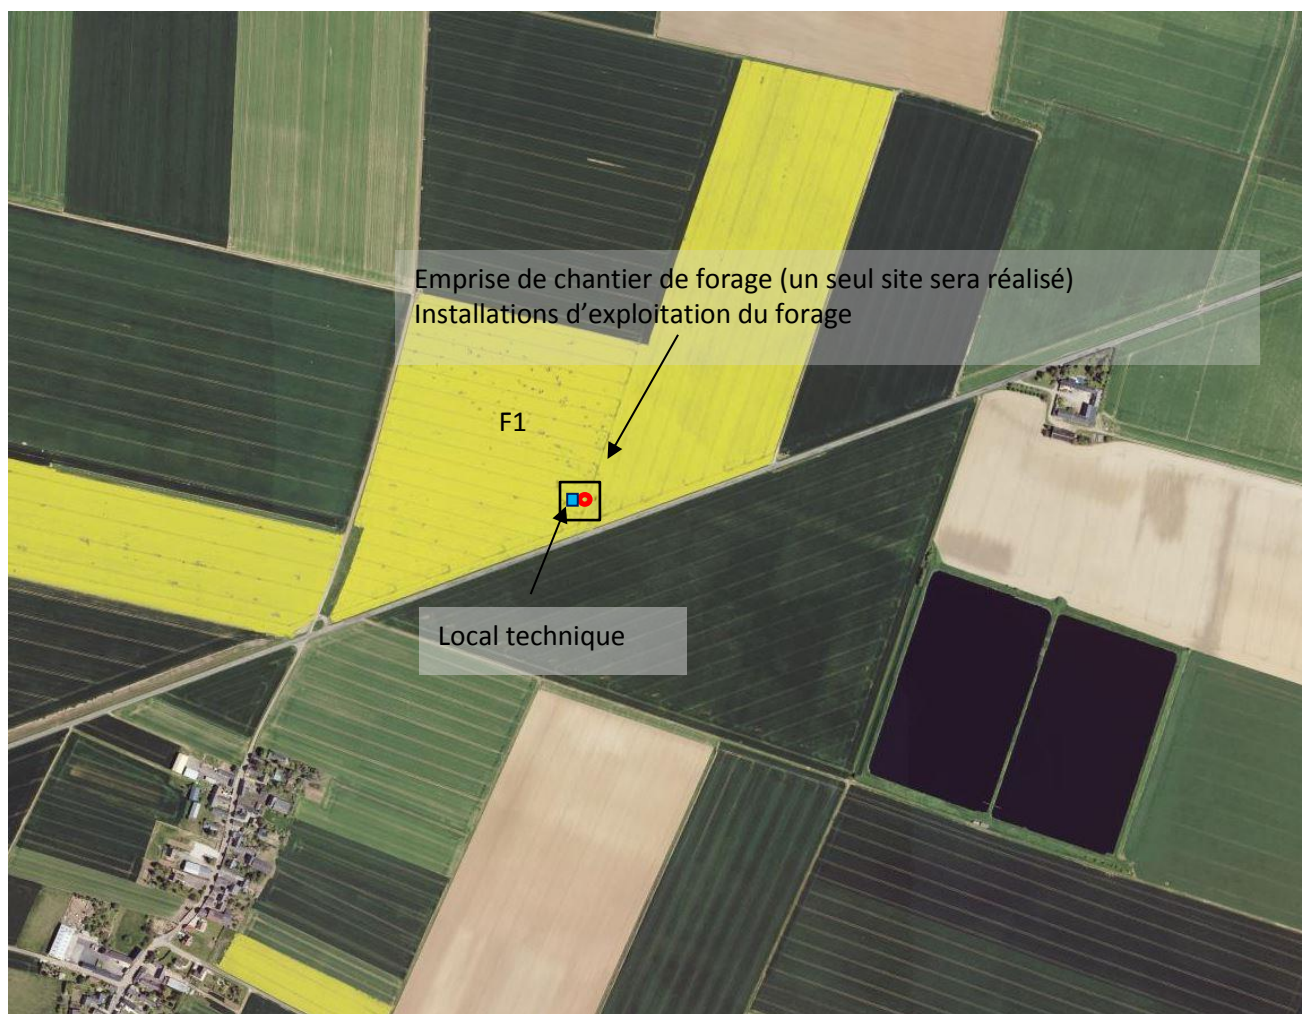 Emprise de chantier de forage (un seul site sera réalisé)
Installations d’exploitation du forage
F1
Local technique